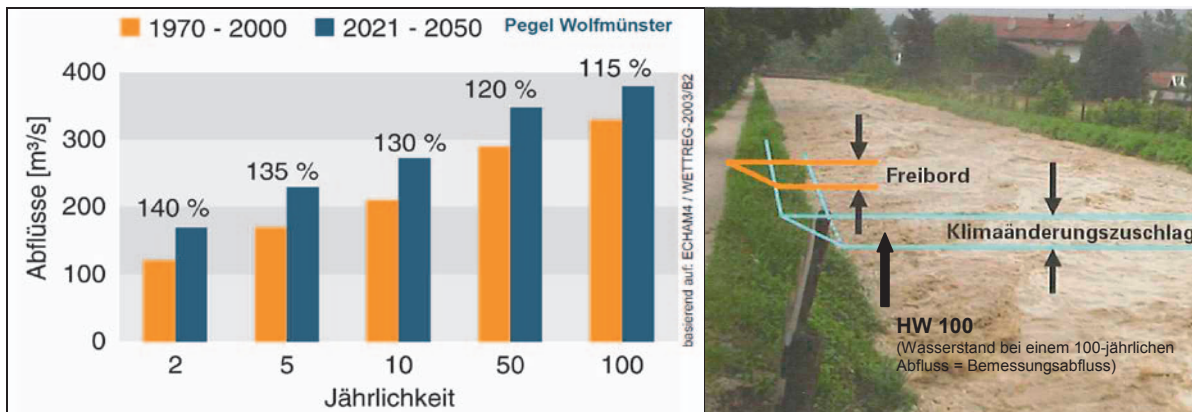 1970 - 2000 2021 - 2050 Pegel Wolfmünster
Abflüsse [m³/s]
400
300
200
100
0
140 %
135 %
130 %
120 %
115 %
2 5 10 50 100
Jährlichkeit
basierend auf: ECHAM4 / WETTREG-2003/B2
Freibord
Klimaänderungszuschlag
HW 100
(Wasserstand bei einem 100-jährlichen
Abfluss = Bemessungsabfluss)